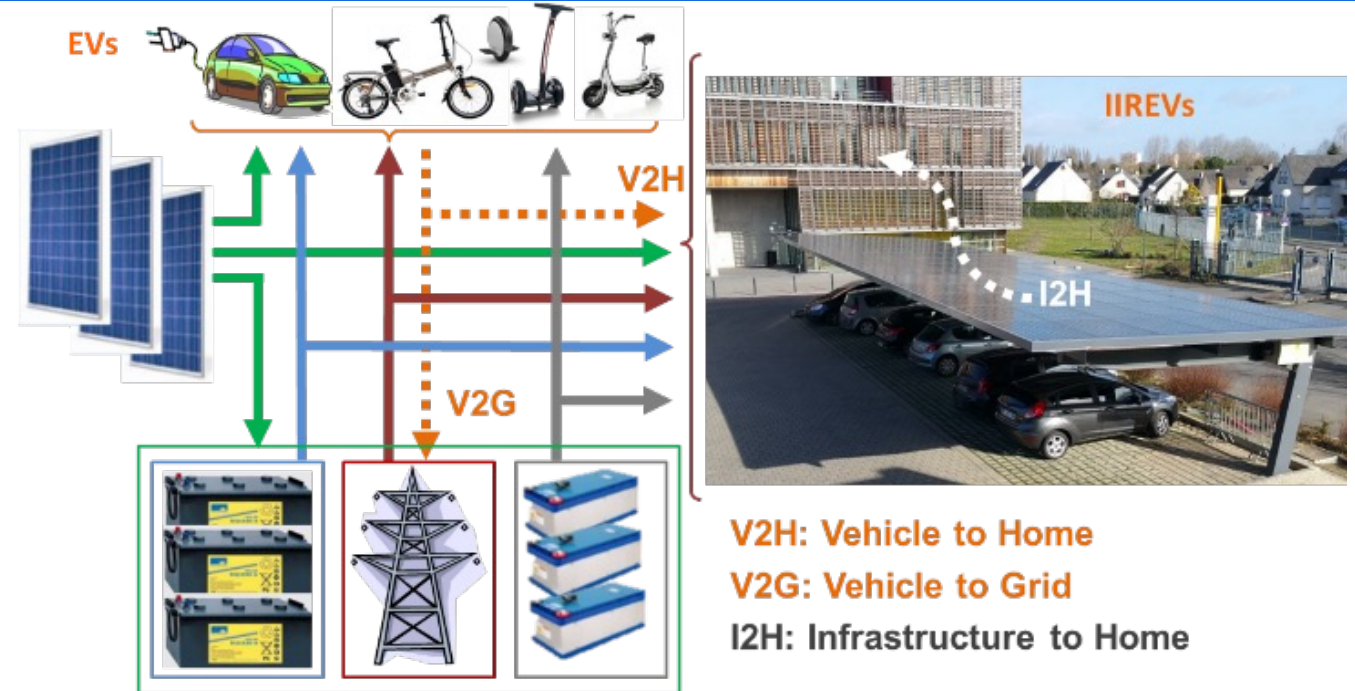 EVs
IIREVs
V2H
I2H
V2G
V2H: Vehicle to Home
V2G: Vehicle to Grid
I2H: Infrastructure to Home